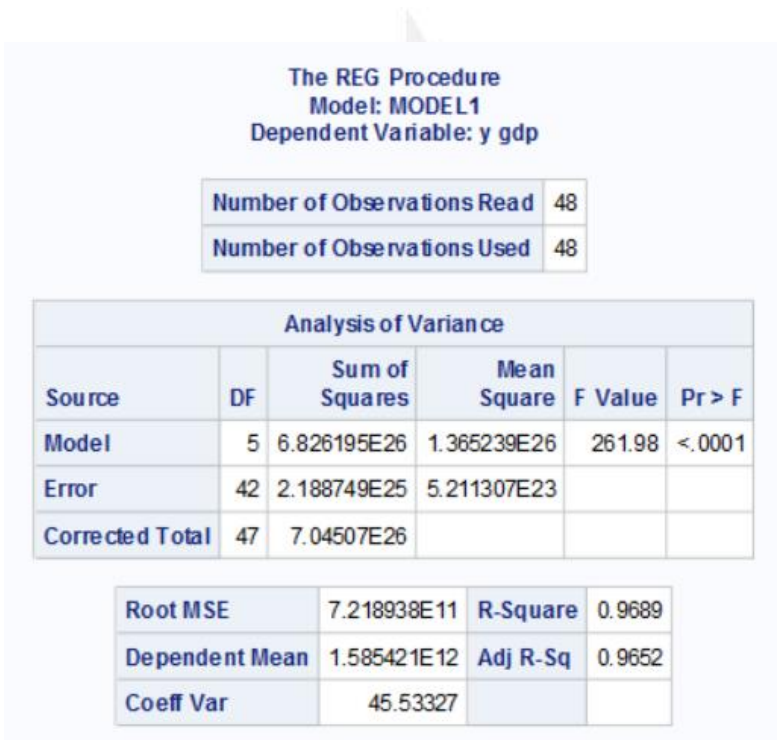 The REG Procedure
Model: MODEL1
Dependent Variable: y gdp
Number of Observations Read 48
Number of Observations Used 48
Analysis of Variance
Source DF Sum of Squares Mean Square F Value Pr > F
Model 5 6.826195E26 1.365239E26 261.98 <.0001
Error 42 2.188749E25 5.211307E23
Corrected Total 47 7.04507E26
Root MSE 7.218938E11 R-Square 0.9689
Dependent Mean 1.585421E12 Adj R-Sq 0.9652
Coeff Var 45.53327